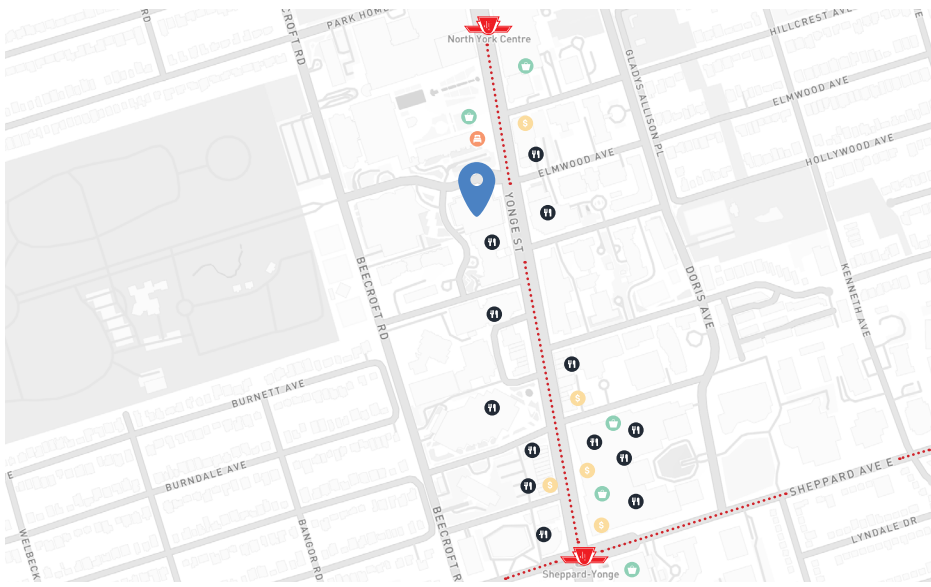 RD
PARK HOME
HILLCREST AVE
North York Centre
BEECROFT RD
GLADYS ALLISON PL
ELMWOOD AVE
HOLLYWOOD AVE
ELMWOOD AVE
YONGE ST
BEECROFT RD
DORIS AVE
KENNETH AVE
BURNETT AVE
E
BURNDALE AVE
SHEPPARD AVE E
WELBECK
BANGOR RD
BEECROFT R
LYNDALE DR
Sheppard-Yonge
$
$
$
$
$